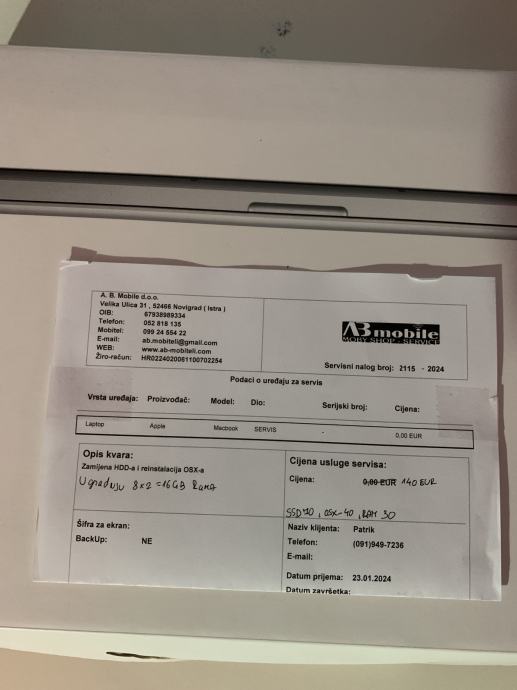 A. B. Mobile d.o.o.
Velika Ulica 31 , 52466 Novigrad ( Istra )
OIB: 67938989334
Telefon: 052 818 135
Mobitel: 099 24 554 22
E-mail: ab.mobiteli@gmail.com
WEB: www.ab-mobiteli.com
Žiro-račun: HR0224020061100702254
AB mobile
MOBY SHOP - SERVICE
Servisni nalog broj: 2115 - 2024
Podaci o uređaju za servis
Vrsta uređaja: Proizvođač: Model: Dio: Serijski broj: Cijena:
Laptop Apple Macbook SERVIS - 0,00 EUR
Opis kvara:
Zamijena HDD-a i reinstalacija OSX-a
Ugrađuju 8x2=16GB Rama
Šifra za ekran:
BackUp: NE
Cijena usluge servisa:
Cijena: 0,00 EUR 140 EUR
SSD 70 , OSX-40 , RAM 30
Naziv klijenta: Patrik
Telefon: (091)949-7236
E-mail:
Datum prijema: 23.01.2024
Datum završetka: